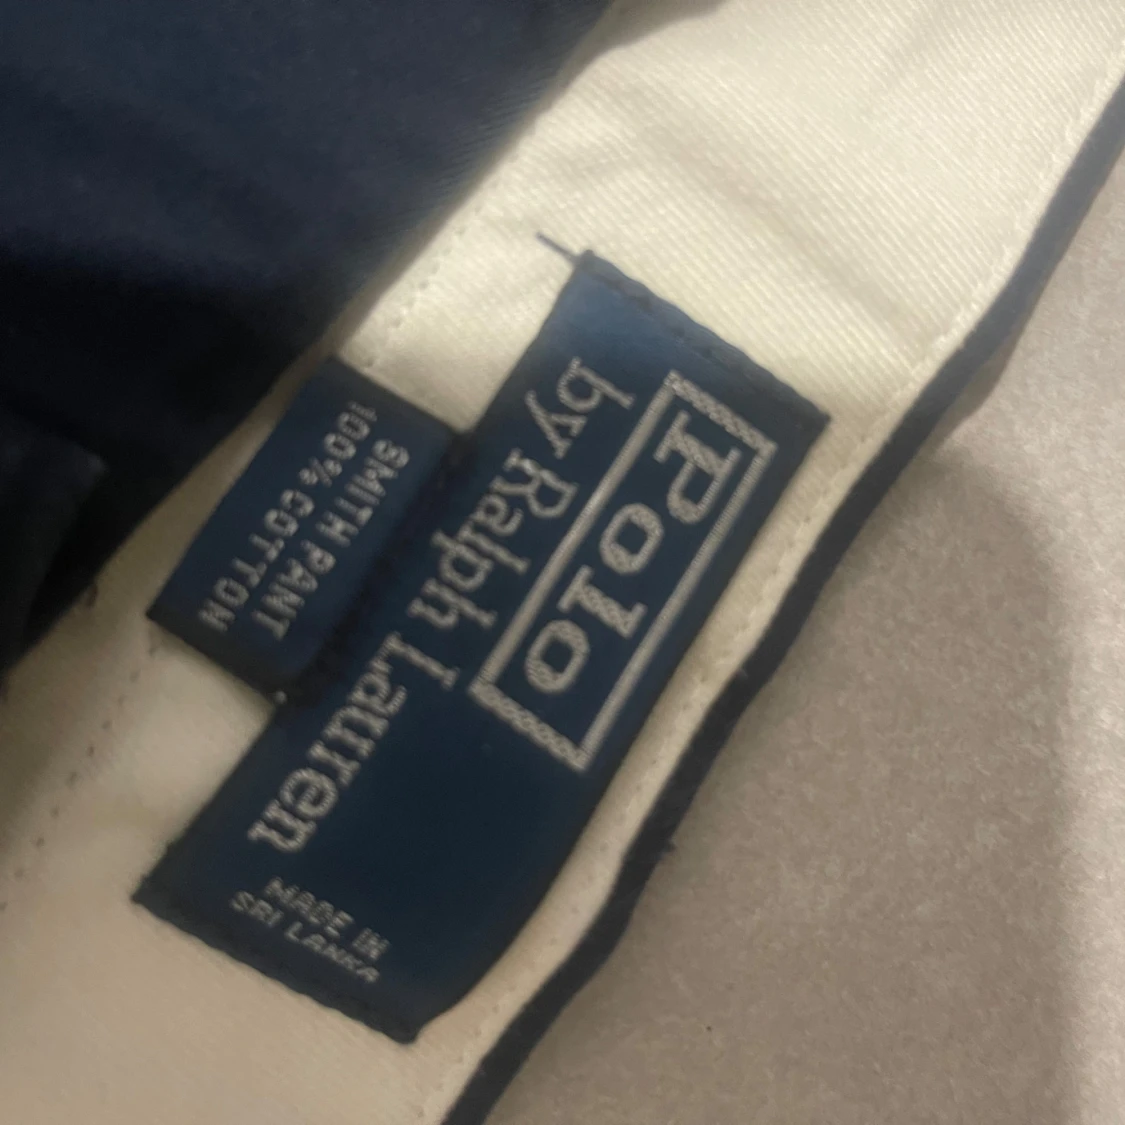 Polo
by Ralph Lauren
MADE IN
SRI LANKA
SMITH PANT
100% COTTON